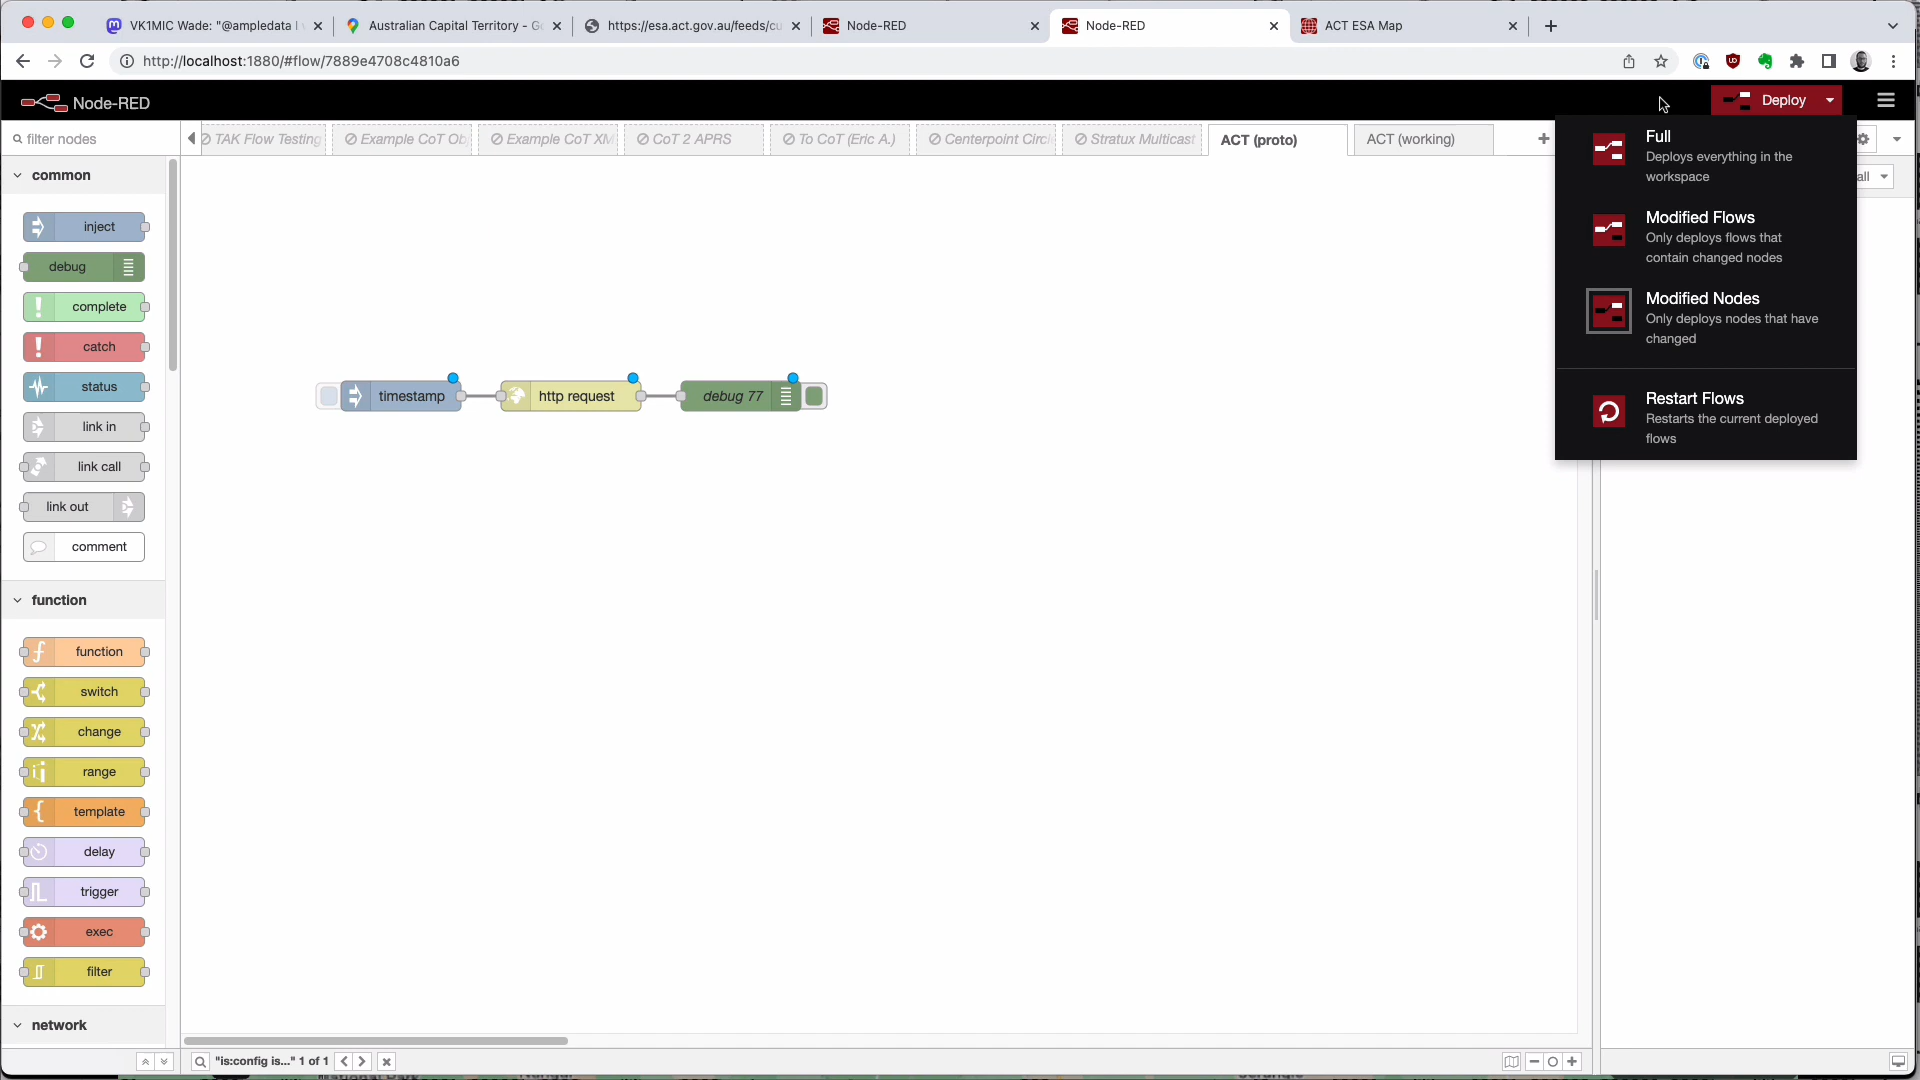 VK1MIC Wade: "@ampledata I
Australian Capital Territory - Go
https://esa.act.gov.au/feeds/cu
Node-RED
Node-RED
ACT ESA Map
http://localhost:1880/#flow/7889e4708c4810a6
Node-RED
Deploy
filter nodes
TAK Flow Testing
Example CoT Ob
Example CoT XM
CoT 2 APRS
To CoT (Eric A.)
Centerpoint Circl
Stratux Multicast
ACT (proto)
ACT (working)
Full
Deploys everything in the
workspace
all
Modified Flows
Only deploys flows that
contain changed nodes
Modified Nodes
Only deploys nodes that have
changed
Restart Flows
Restarts the current deployed
flows
common
inject
debug
complete
catch
status
link in
link call
link out
comment
function
function
switch
change
range
template
delay
trigger
exec
filter
network
timestamp
http request
debug 77
"is:config is..." 1 of 1